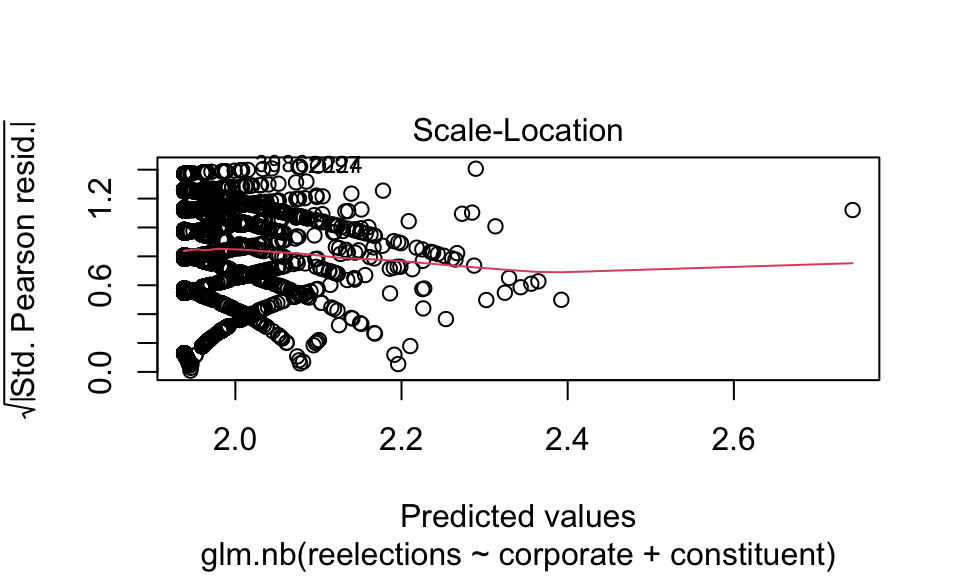 Scale-Location
√|Std. Pearson resid.|
1.2
0.6
0.0
2.0 2.2 2.4 2.6
Predicted values
glm.nb(reelections ~ corporate + constituent)